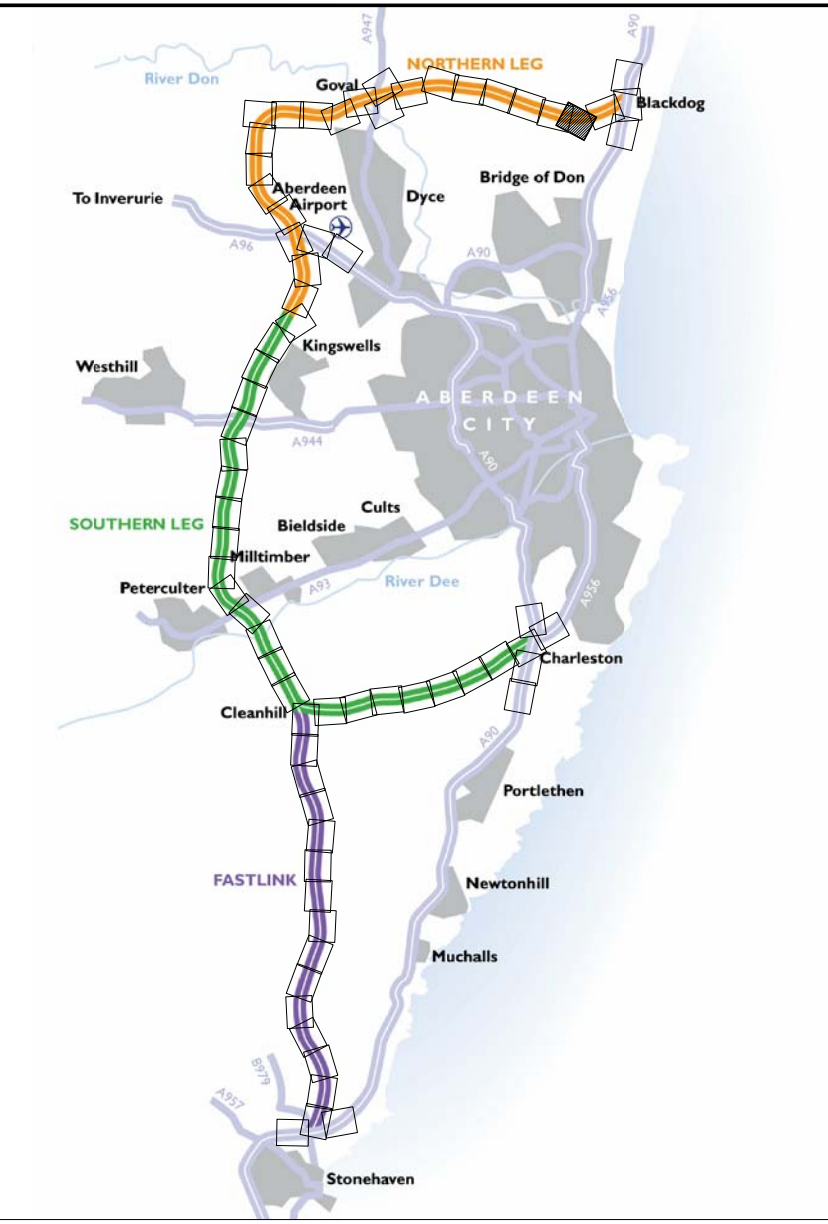 A947
A90
NORTHERN LEG
River Don
Goval
Blackdog
Bridge of Don
Aberdeen
Airport
Dyce
To Inverurie
A96
A90
A956
Kingswells
Westhill
ABERDEEN
CITY
A944
A90
Cults
SOUTHERN LEG
Bieldside
Milltimber
River Dee
Peterculter
A93
A956
Charleston
Cleanhill
A90
Portlethen
FASTLINK
Newtonhill
Muchalls
B979
A957
Stonehaven